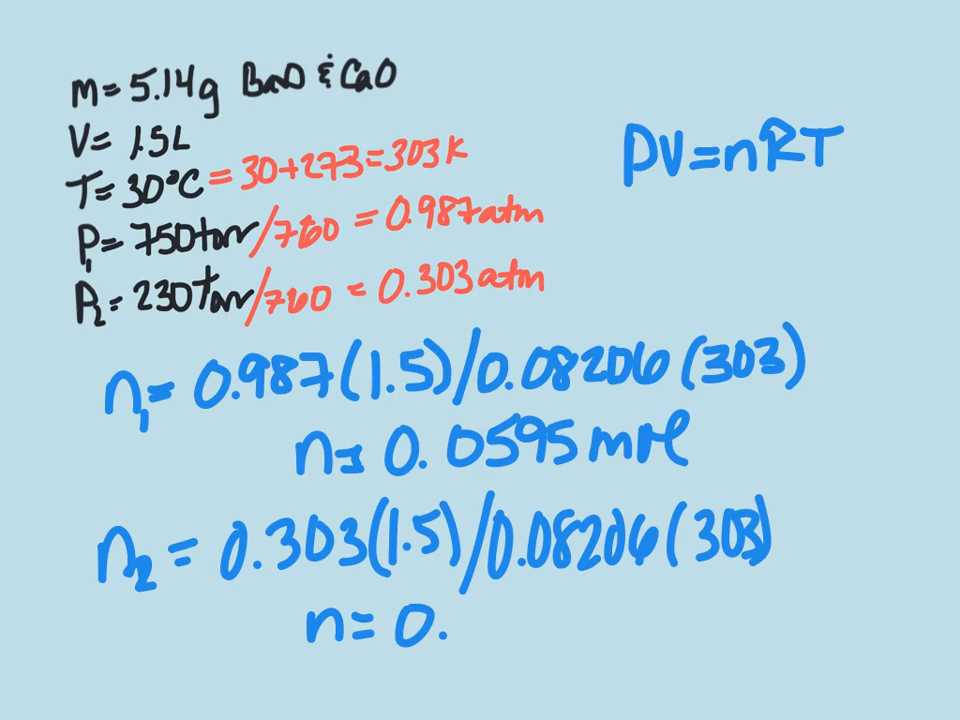 m= 5.14g BaO & CaO
V= 1.5L
T= 30°C = 30+273=303 K
P1= 750torr/760 = 0.987atm
P2= 230torr/760 = 0.303atm
PV=nRT
n1= 0.987(1.5)/0.08206(303)
n= 0.0595 mol
n2 = 0.303(1.5)/0.08206(303)
n= 0.